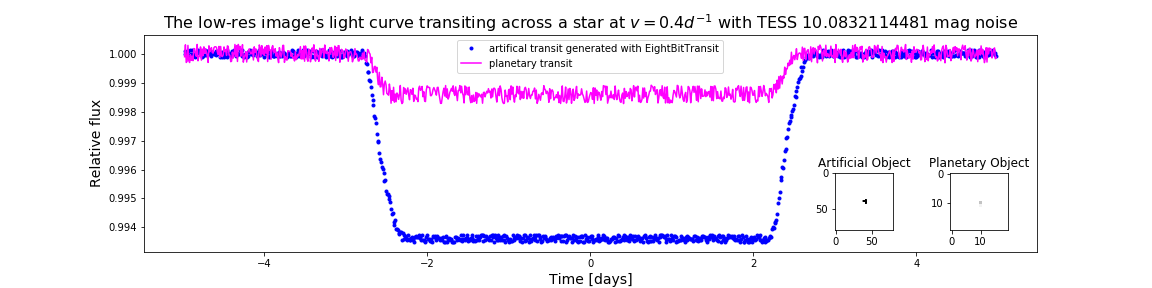 The low-res image's light curve transiting across a star at v = 0.4d⁻¹ with TESS 10.0832114481 mag noise
artifical transit generated with EightBitTransit
planetary transit
Relative flux
1.000
0.999
0.998
0.997
0.996
0.995
0.994
Artificial Object
0
50
0 50
Planetary Object
0
10
0 10
−4 −2 0 2 4
Time [days]